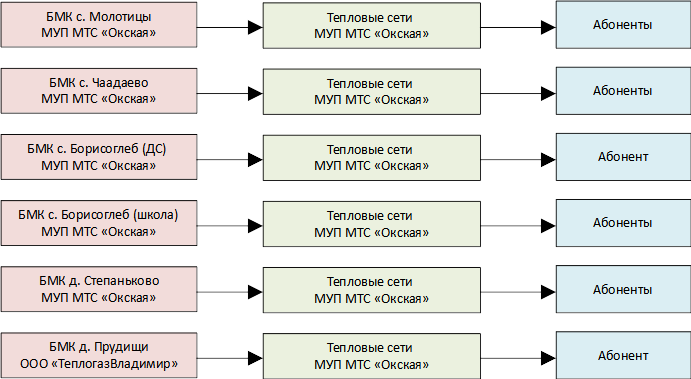 БМК с. Молотицы
МУП МТС «Окская»
Тепловые сети
МУП МТС «Окская»
Абоненты
БМК с. Чаадаево
МУП МТС «Окская»
Тепловые сети
МУП МТС «Окская»
Абоненты
БМК с. Борисоглеб (ДС)
МУП МТС «Окская»
Тепловые сети
МУП МТС «Окская»
Абонент
БМК с. Борисоглеб (школа)
МУП МТС «Окская»
Тепловые сети
МУП МТС «Окская»
Абоненты
БМК д. Степаньково
МУП МТС «Окская»
Тепловые сети
МУП МТС «Окская»
Абоненты
БМК д. Прудищи
ООО «ТеплогазВладимир»
Тепловые сети
МУП МТС «Окская»
Абонент